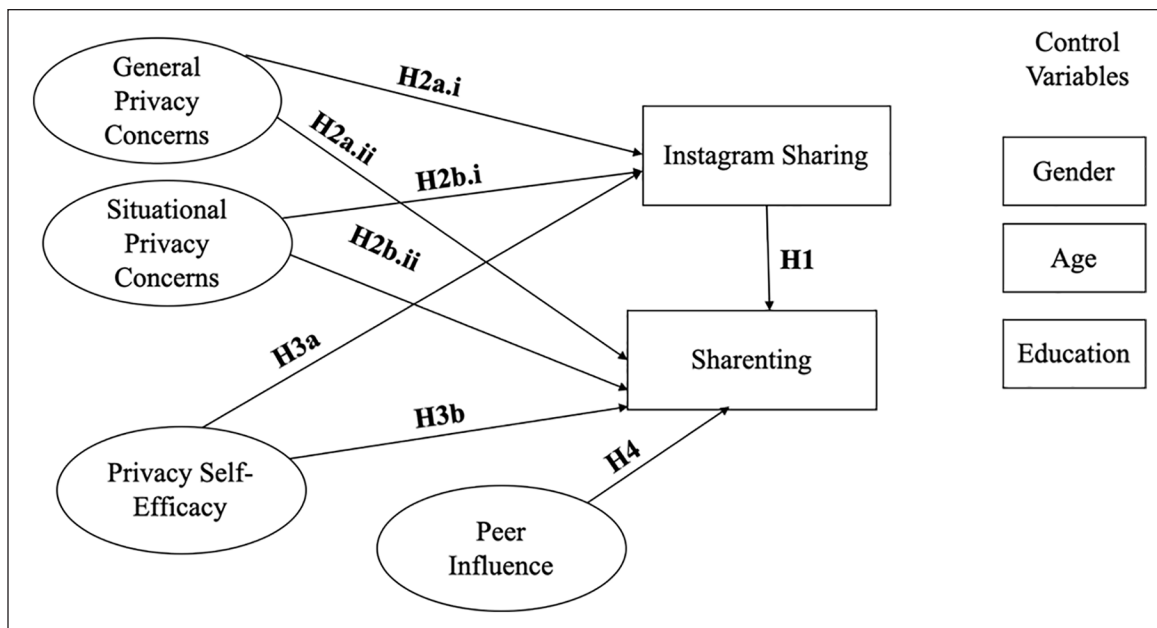 General
Privacy
Concerns
H2a.i
H2a.ii
Situational
Privacy
Concerns
H2b.i
H2b.ii
H3a
Privacy Self-
Efficacy
H3b
Peer
Influence
H4
Instagram Sharing
H1
Sharenting
Control
Variables
Gender
Age
Education